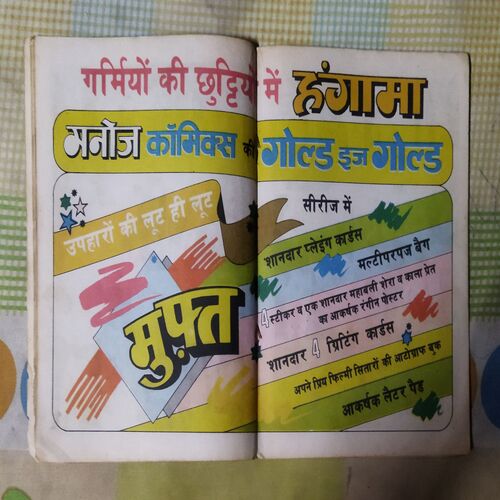 गर्मियों की छुट्टियों में हंगामा
मनोज कॉमिक्स की गोल्ड इज गोल्ड
सीरीज में
उपहारों की लूट ही लूट
मुफ़्त
शानदार प्लेइंग कार्डस
मल्टीपरपज बैग
4 स्टीकर व एक शानदार महाबली शेरा व काला प्रेत
का आकर्षक रंगीन पोस्टर
शानदार 4 ग्रिटिंग कार्डस
अपने प्रिय फिल्मी सितारों की आटोग्राफ बुक
आकर्षक लैटर पैड